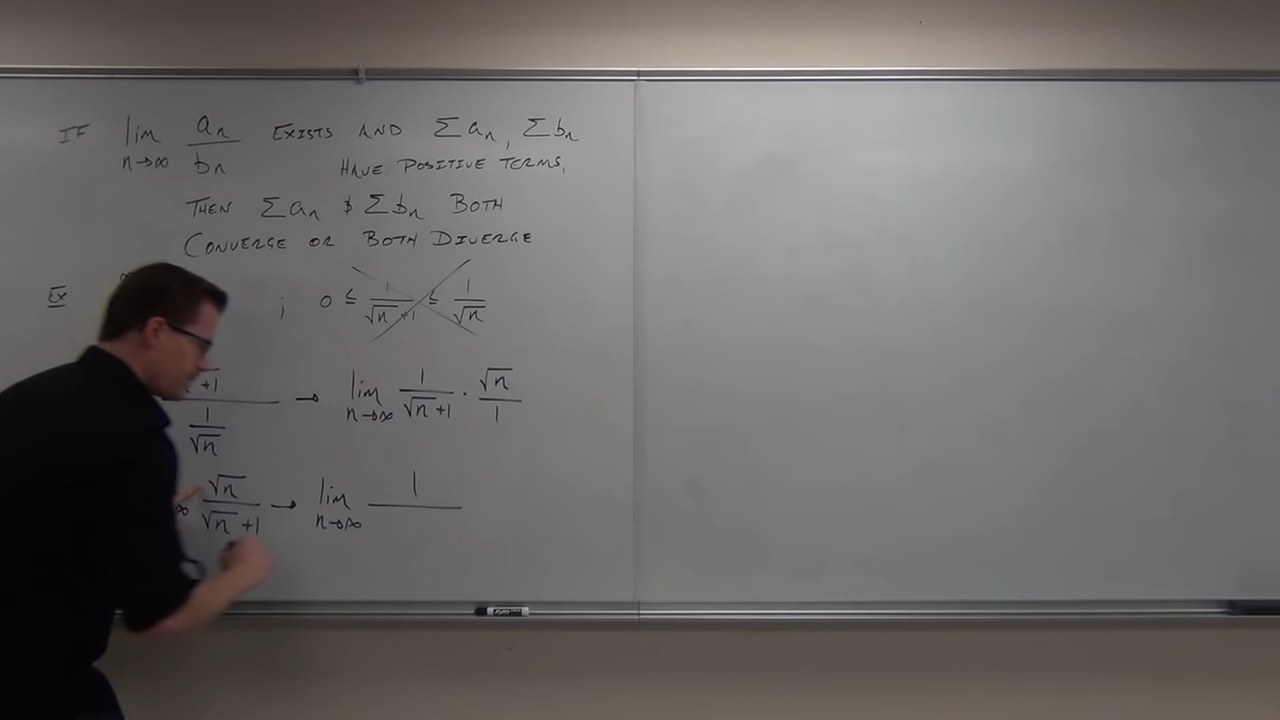 IF lim n→∞ aₙ/bₙ EXISTS AND Σaₙ, Σbₙ
HAVE POSITIVE TERMS,
THEN Σaₙ & Σbₙ BOTH
CONVERGE OR BOTH DIVERGE
Ex ; 0 ≤ 1/(√n +1) ≤ 1/√n
+1 / (1/√n) → lim n→∞ 1/(√n +1) · √n/1
∞ √n/(√n +1) → lim n→∞ 1/